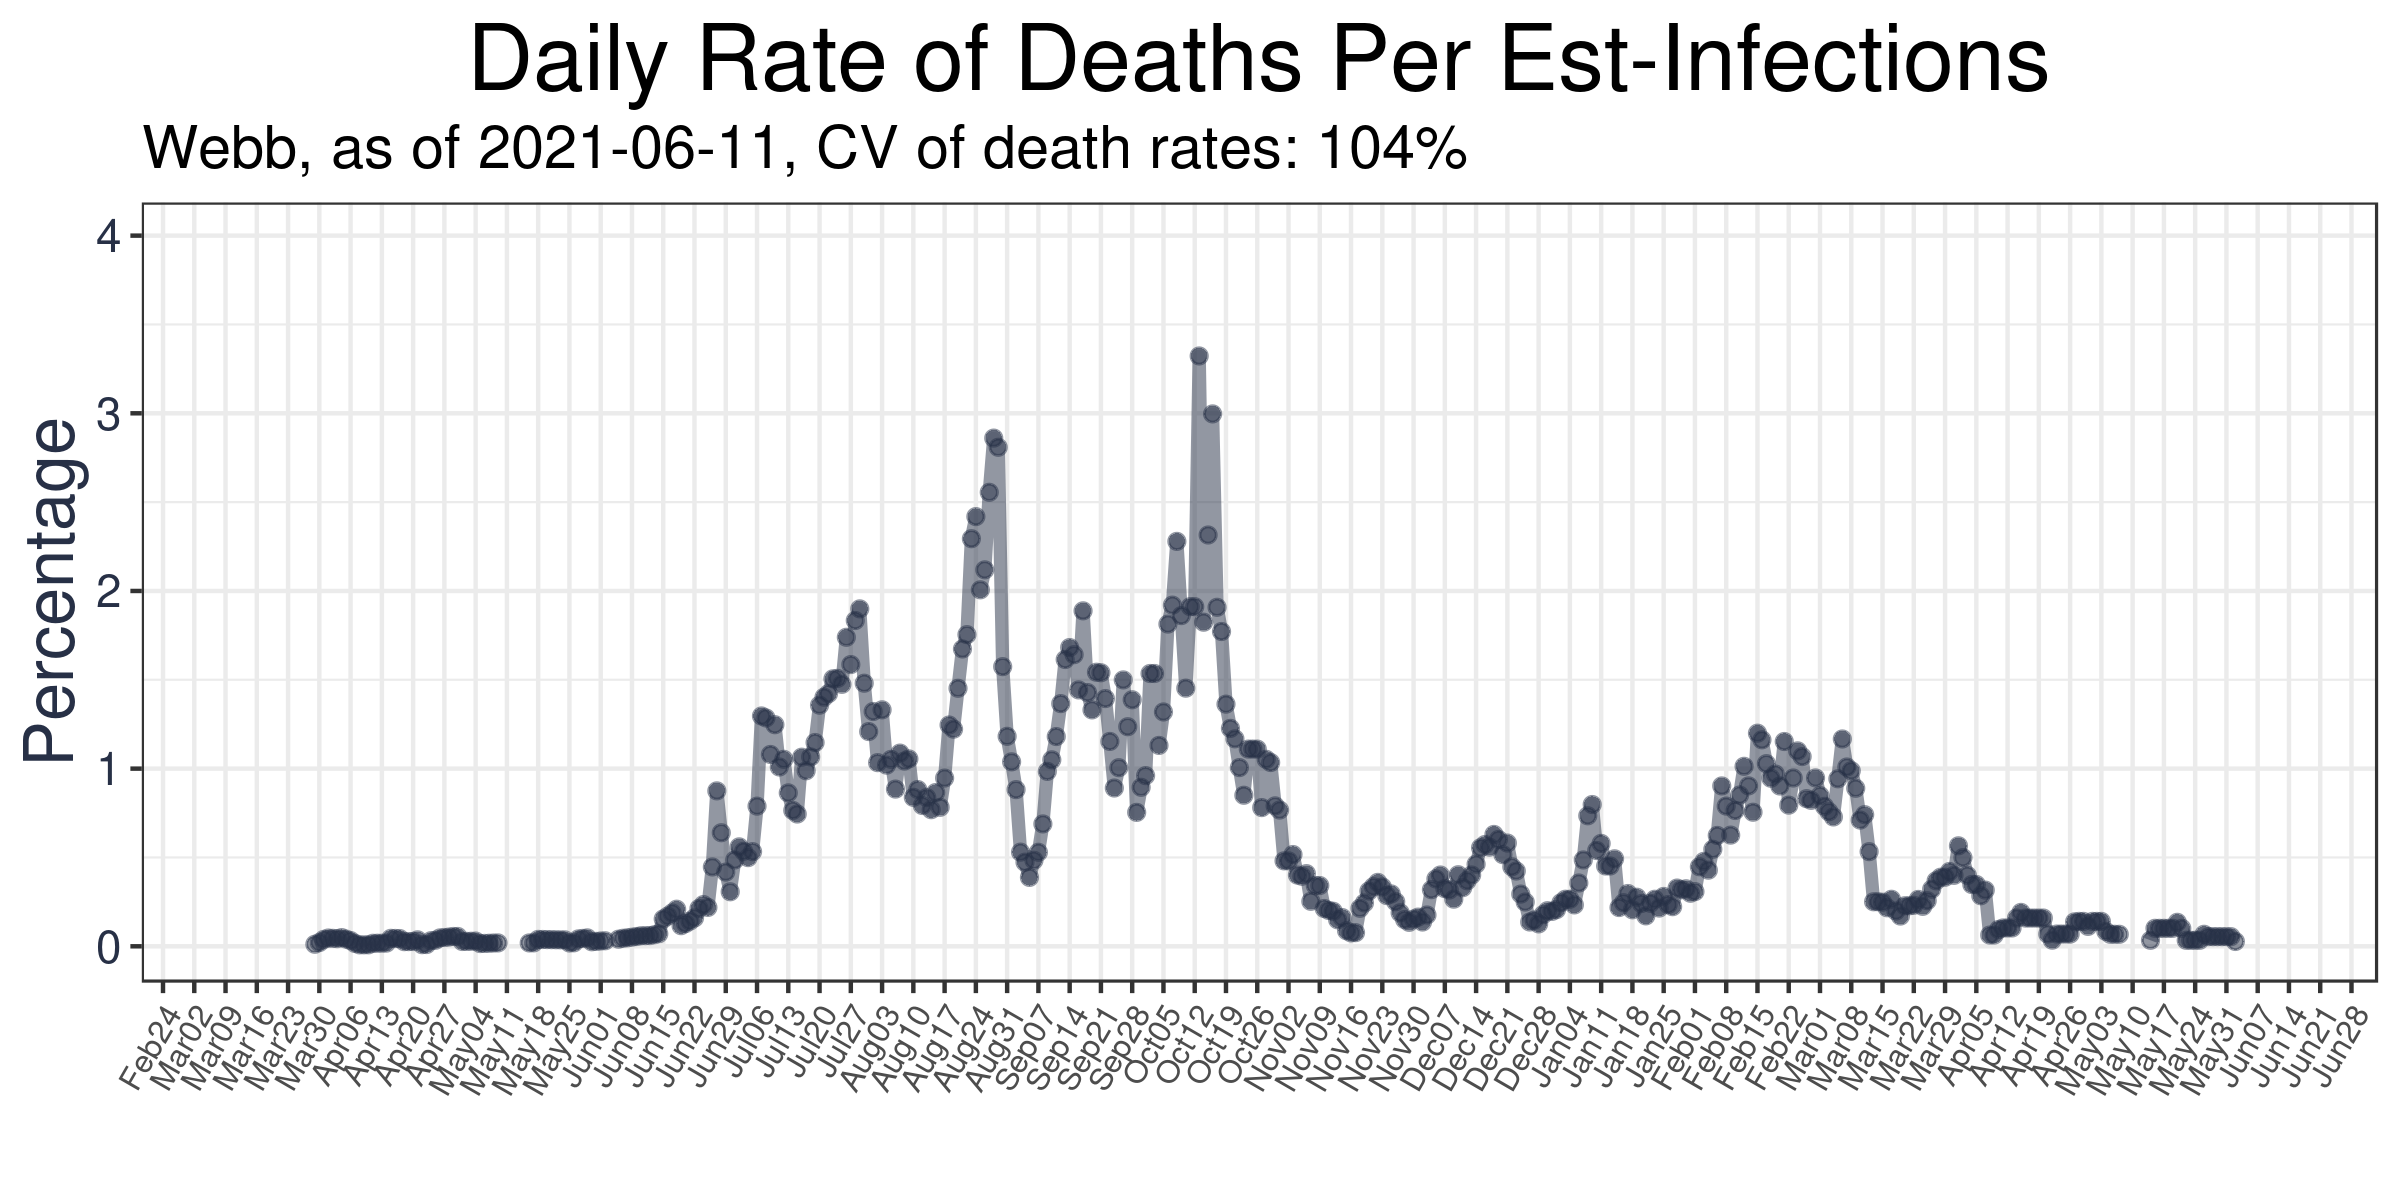 Daily Rate of Deaths Per Est-Infections
Webb, as of 2021-06-11, CV of death rates: 104%
Percentage
4
3
2
1
0
Feb24
Mar02
Mar09
Mar16
Mar23
Mar30
Apr06
Apr13
Apr20
Apr27
May04
May11
May18
May25
Jun01
Jun08
Jun15
Jun22
Jun29
Jul06
Jul13
Jul20
Jul27
Aug03
Aug10
Aug17
Aug24
Aug31
Sep07
Sep14
Sep21
Sep28
Oct05
Oct12
Oct19
Oct26
Nov02
Nov09
Nov16
Nov23
Nov30
Dec07
Dec14
Dec21
Dec28
Jan04
Jan11
Jan18
Jan25
Feb01
Feb08
Feb15
Feb22
Mar01
Mar08
Mar15
Mar22
Mar29
Apr05
Apr12
Apr19
Apr26
May03
May10
May17
May24
May31
Jun07
Jun14
Jun21
Jun28